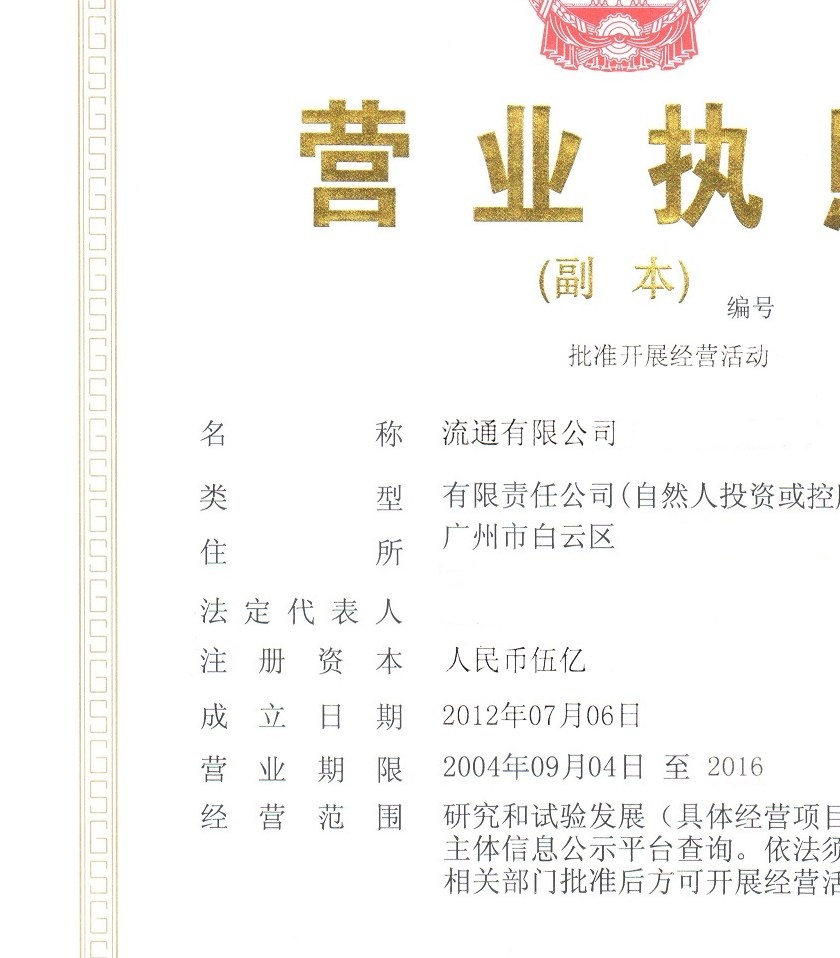 营业执
(副 本)
编号
批准开展经营活动
名 称 流通有限公司
类 型 有限责任公司(自然人投资或控
住 所 广州市白云区
法定代表人
注 册 资 本 人民币伍亿
成 立 日 期 2012年07月06日
营 业 期 限 2004年09月04日 至 2016
经 营 范 围 研究和试验发展（具体经营项目
主体信息公示平台查询。依法须
相关部门批准后方可开展经营活